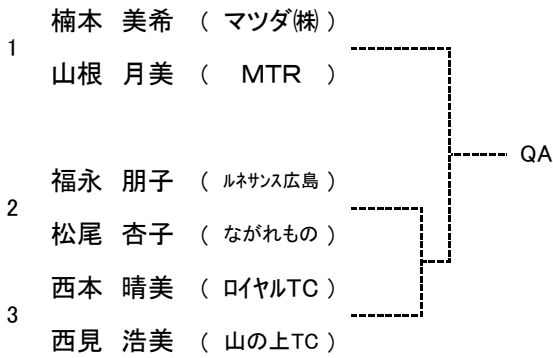 楠本 美希 ( マツダ㈱ )
1
山根 月美 ( MTR )
QA
福永 朋子 ( ルネサンス広島 )
2
松尾 杏子 ( ながれもの )
西本 晴美 ( ロイヤルTC )
3
西見 浩美 ( 山の上TC )